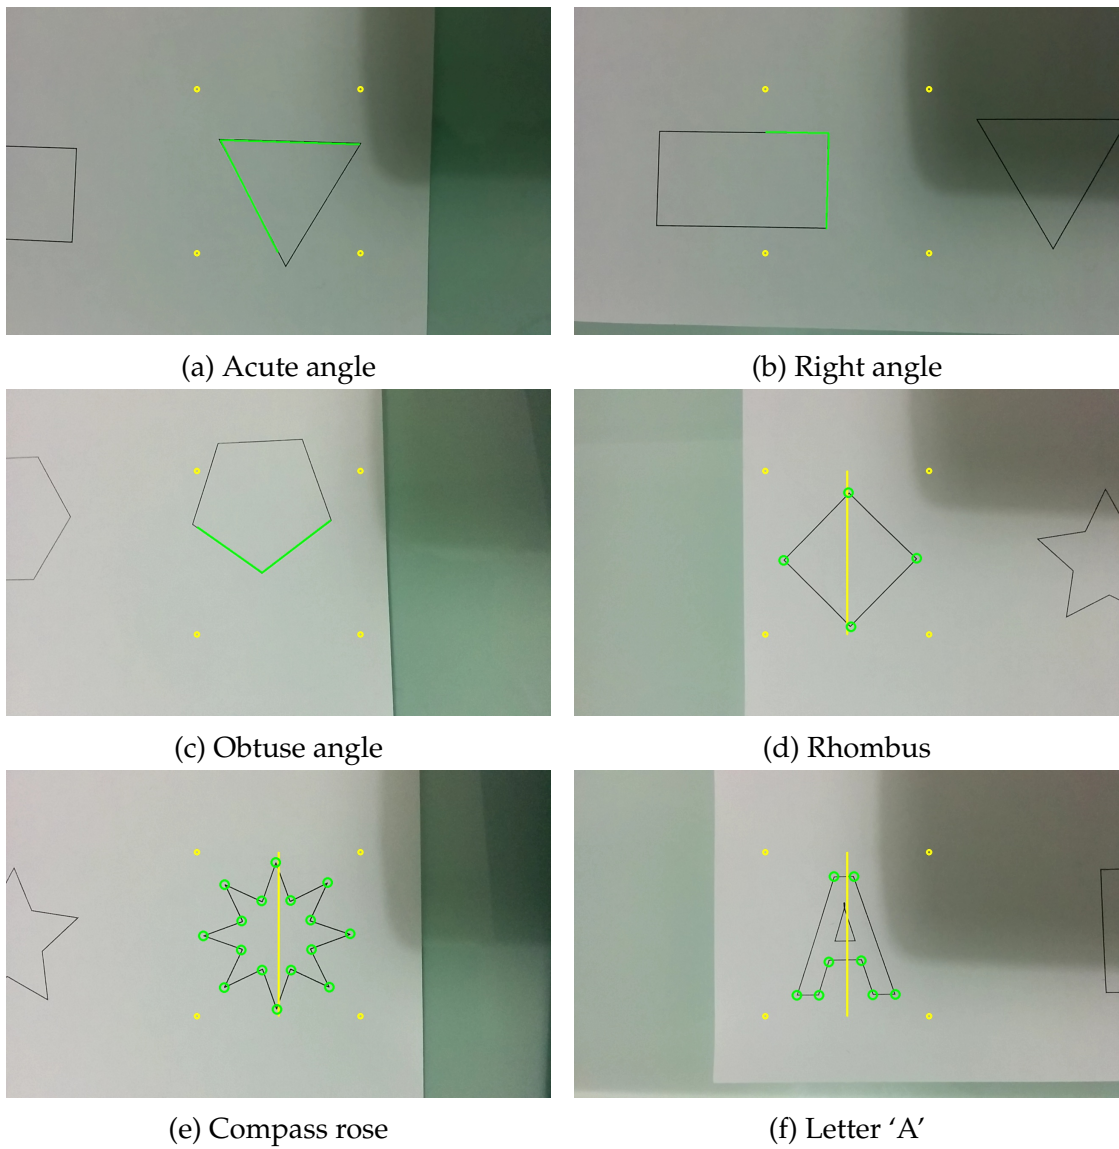 (a) Acute angle
(b) Right angle
(c) Obtuse angle
(d) Rhombus
(e) Compass rose
(f) Letter ‘A’